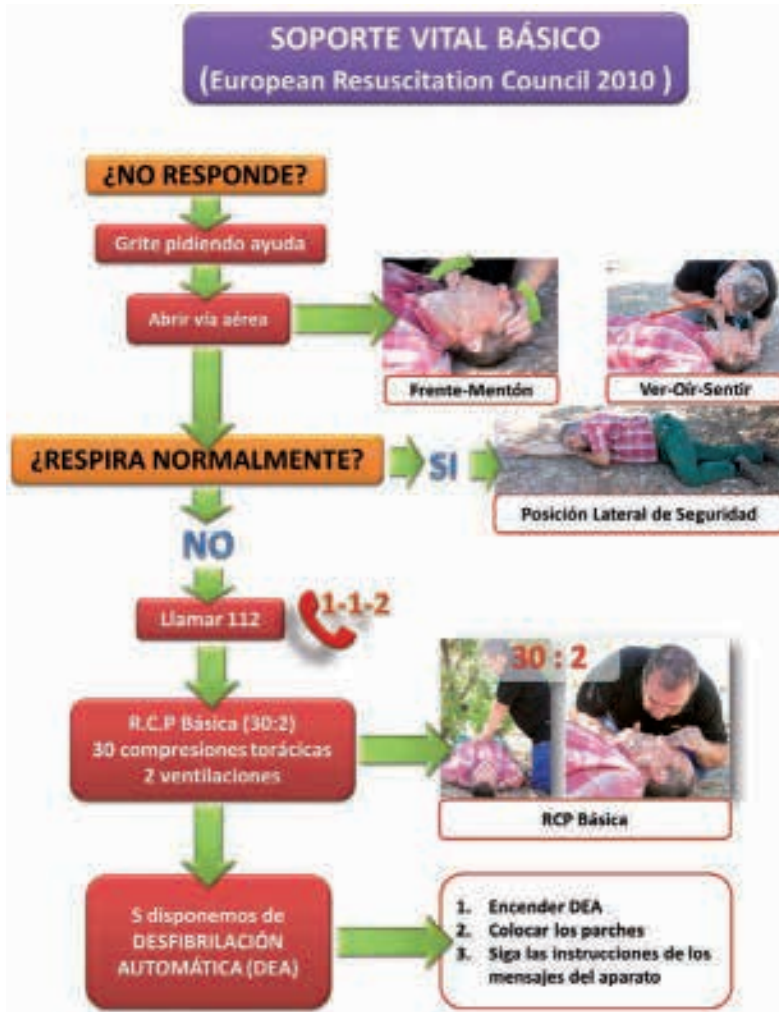 SOPORTE VITAL BÁSICO
(European Resuscitation Council 2010 )
¿NO RESPONDE?
Grite pidiendo ayuda
Abrir vía aérea
Frente-Mentón
Ver-Oír-Sentir
¿RESPIRA NORMALMENTE?
SI
Posición Lateral de Seguridad
NO
Llamar 112
1-1-2
R.C.P Básica (30:2)
30 compresiones torácicas
2 ventilaciones
30 : 2
RCP Básica
S disponemos de
DESFIBRILACIÓN
AUTOMÁTICA (DEA)
1. Encender DEA
2. Colocar los parches
3. Siga las instrucciones de los
mensajes del aparato